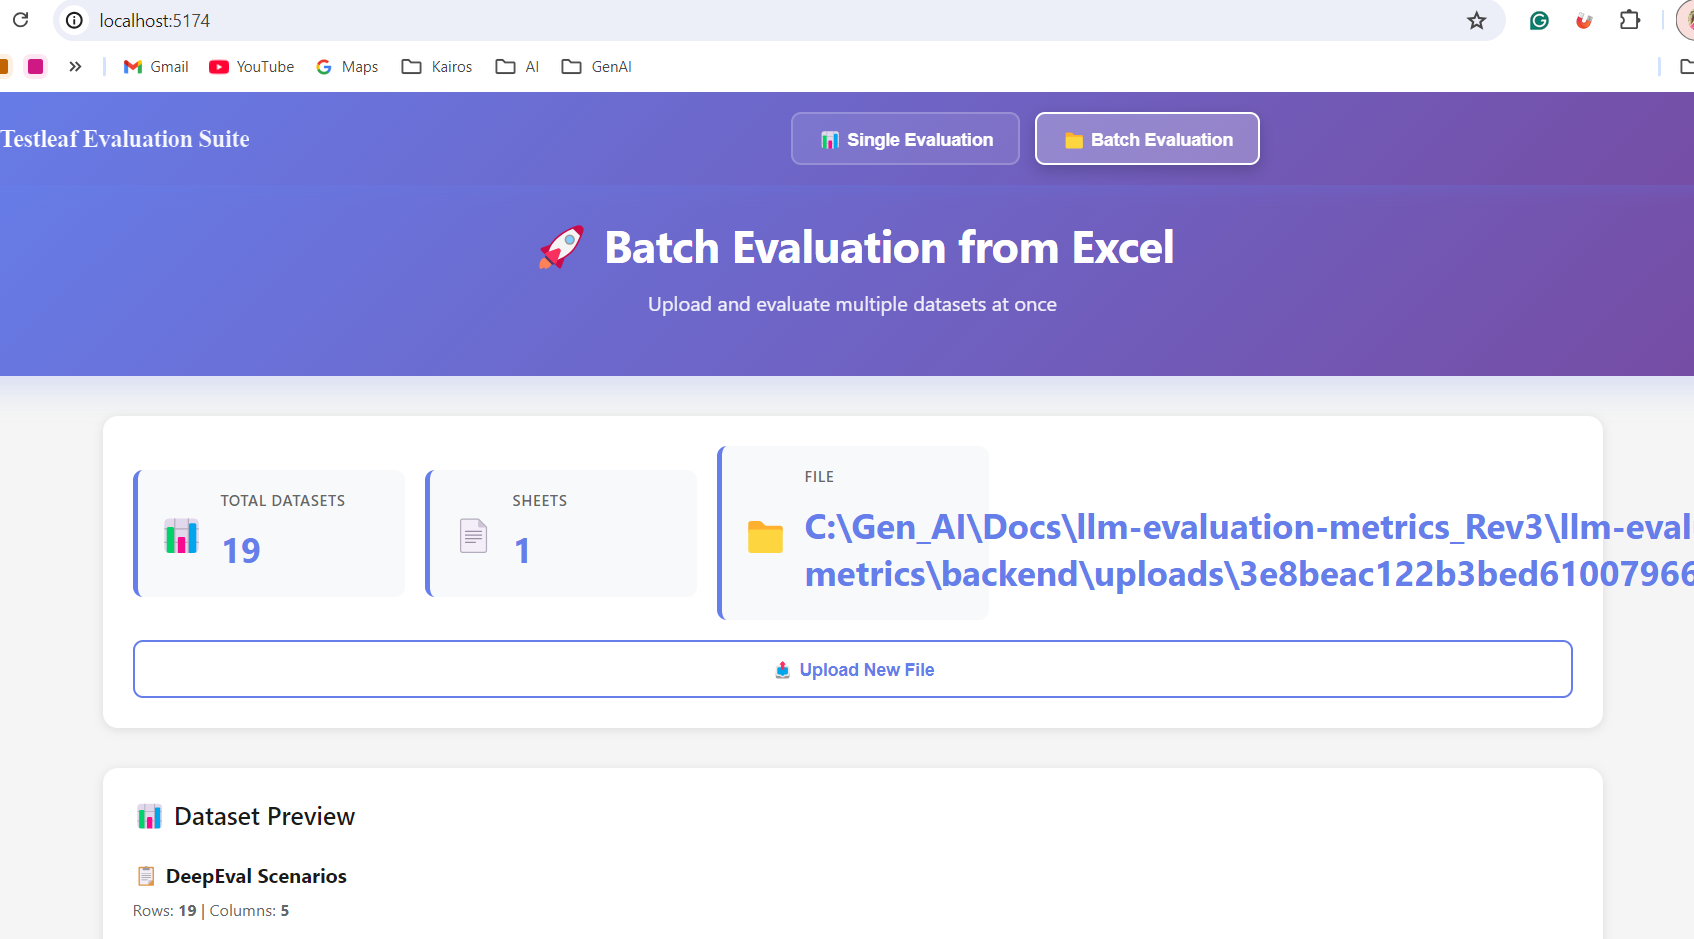 localhost:5174
Gmail YouTube Maps Kairos AI GenAI
Testleaf Evaluation Suite
Single Evaluation
Batch Evaluation
Batch Evaluation from Excel
Upload and evaluate multiple datasets at once
TOTAL DATASETS
19
SHEETS
1
FILE
C:\Gen_AI\Docs\llm-evaluation-metrics_Rev3\llm-eval
metrics\backend\uploads\3e8beac122b3bed61007966
Upload New File
Dataset Preview
DeepEval Scenarios
Rows: 19 | Columns: 5